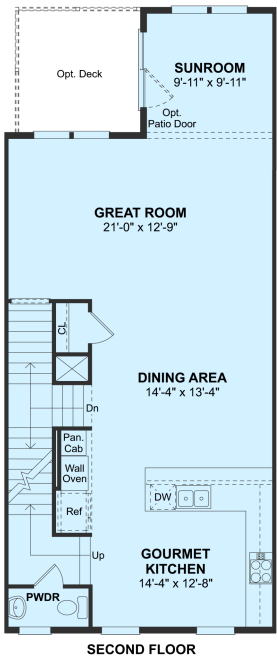 SUNROOM
9'-11" x 9'-11"
Opt. Deck
Opt.
Patio Door
GREAT ROOM
21'-0" x 12'-9"
CL
DINING AREA
14'-4" x 13'-4"
Dn
Pan.
Cab
Wall
Oven
DW
Ref
Up
GOURMET
KITCHEN
14'-4" x 12'-8"
PWDR
SECOND FLOOR